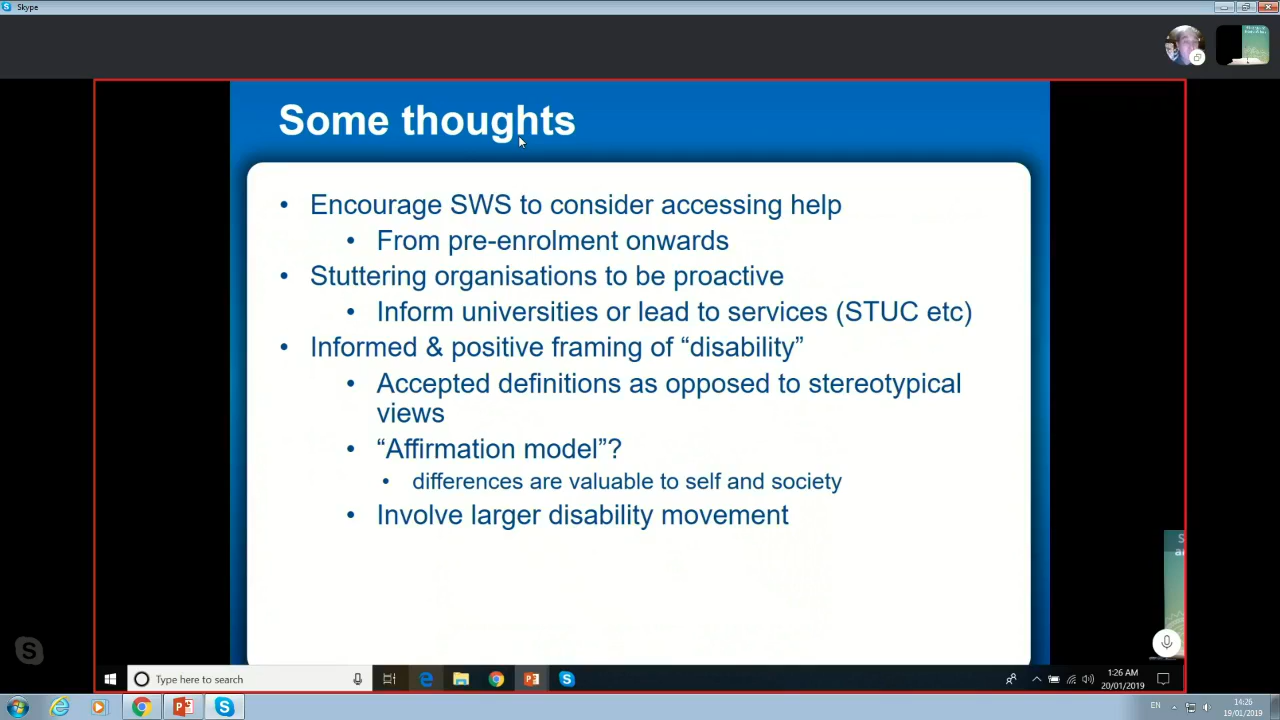 Skype
Some thoughts
• Encourage SWS to consider accessing help
• From pre-enrolment onwards
• Stuttering organisations to be proactive
• Inform universities or lead to services (STUC etc)
• Informed & positive framing of “disability”
• Accepted definitions as opposed to stereotypical
views
• “Affirmation model”?
• differences are valuable to self and society
• Involve larger disability movement
Type here to search
1:26 AM
20/01/2019
EN
14:26
19/01/2019